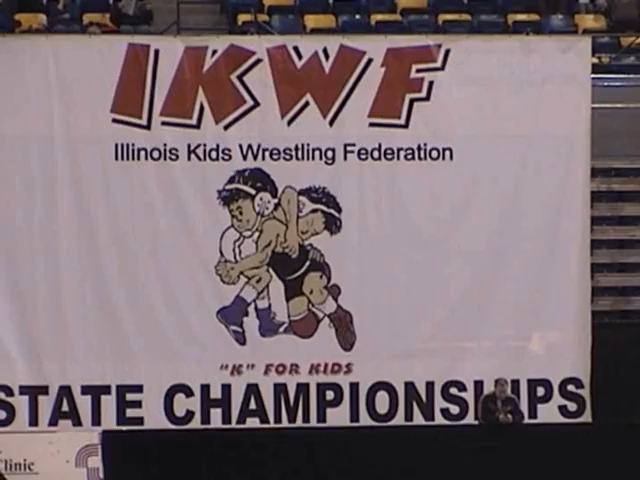 IKWF
Illinois Kids Wrestling Federation
"K" FOR KIDS
STATE CHAMPIONSHIPS
Clinic